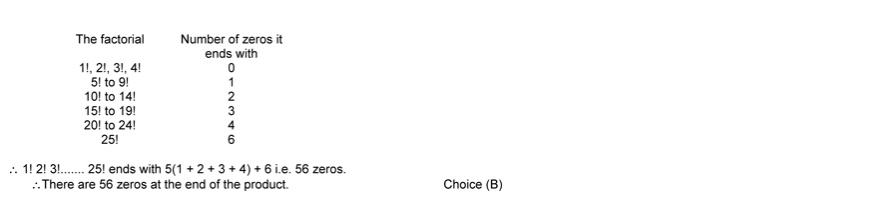 The factorial Number of zeros it
ends with
1!, 2!, 3!, 4! 0
5! to 9! 1
10! to 14! 2
15! to 19! 3
20! to 24! 4
25! 6
∴ 1! 2! 3!....... 25! ends with 5(1 + 2 + 3 + 4) + 6 i.e. 56 zeros.
∴There are 56 zeros at the end of the product. Choice (B)